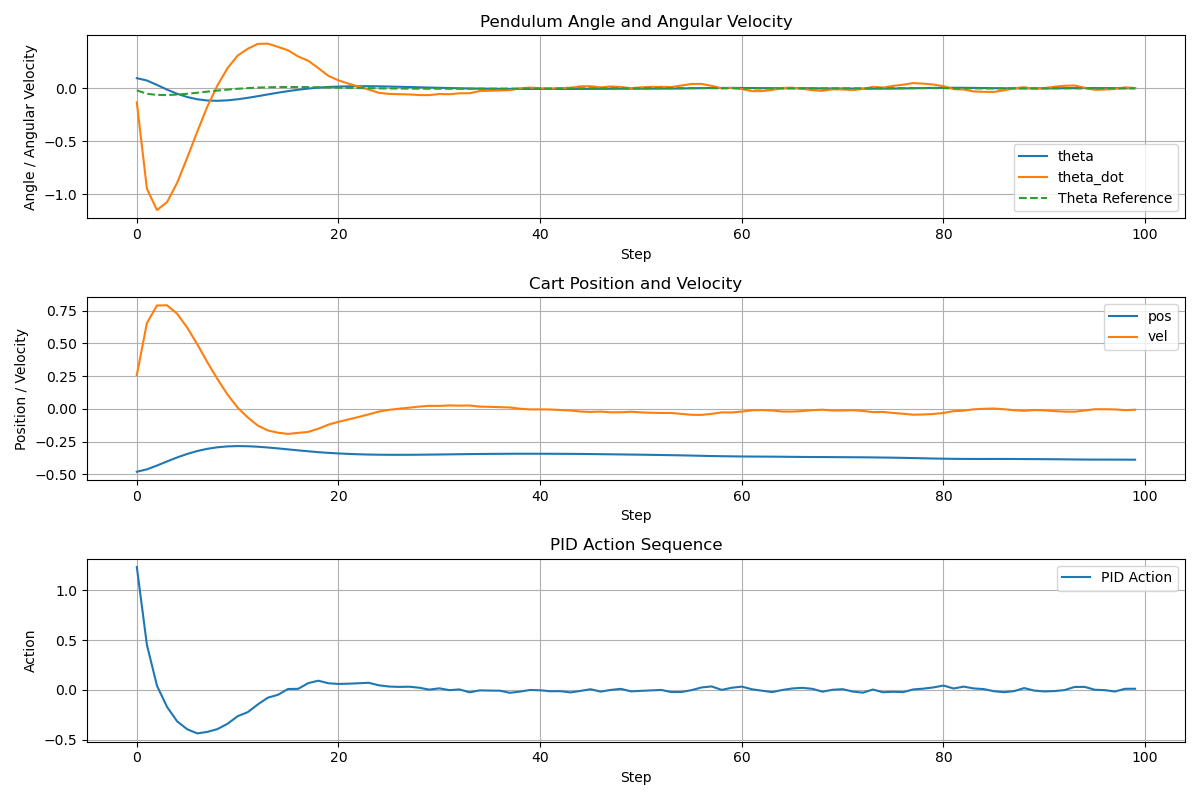 Pendulum Angle and Angular Velocity
Angle / Angular Velocity
0.0
−0.5
−1.0
theta
theta_dot
Theta Reference
0 20 40 60 80 100
Step
Cart Position and Velocity
Position / Velocity
0.75
0.50
0.25
0.00
−0.25
−0.50
pos
vel
0 20 40 60 80 100
Step
PID Action Sequence
Action
1.0
0.5
0.0
−0.5
PID Action
0 20 40 60 80 100
Step